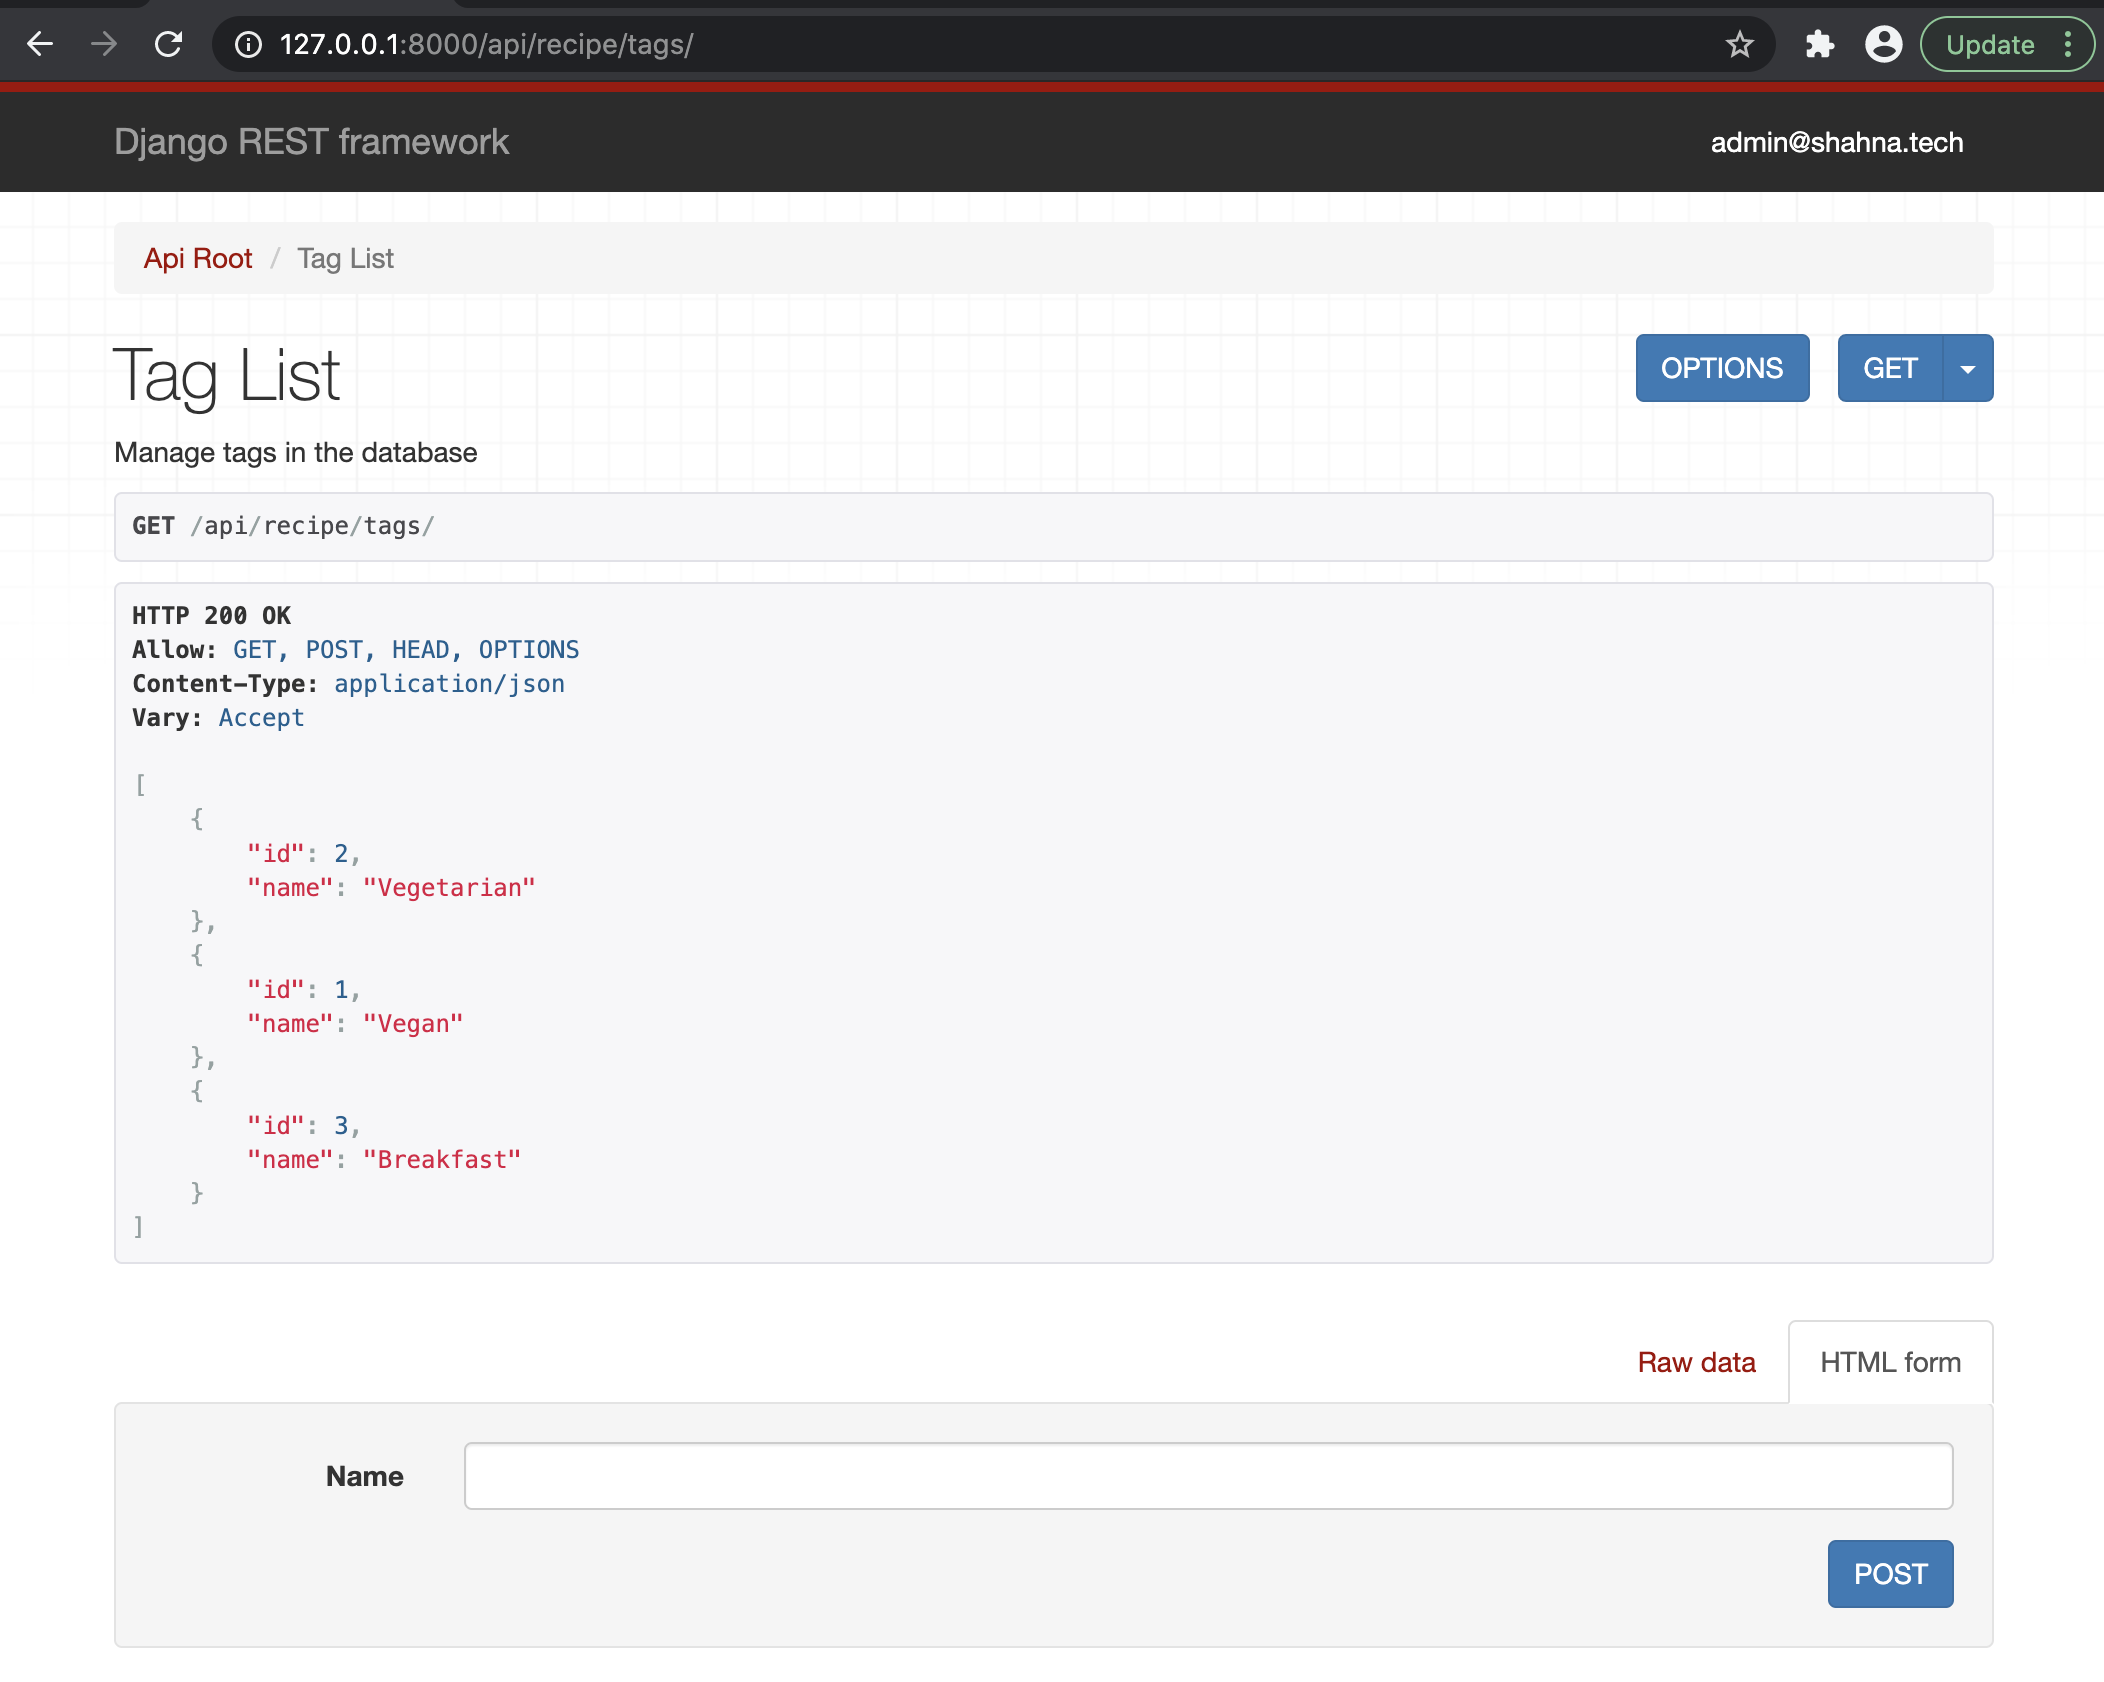 127.0.0.1:8000/api/recipe/tags/
Update
Django REST framework
admin@shahna.tech
Api Root / Tag List
Tag List
OPTIONS
GET
Manage tags in the database
GET /api/recipe/tags/
HTTP 200 OK
Allow: GET, POST, HEAD, OPTIONS
Content-Type: application/json
Vary: Accept
[
    {
        "id": 2,
        "name": "Vegetarian"
    },
    {
        "id": 1,
        "name": "Vegan"
    },
    {
        "id": 3,
        "name": "Breakfast"
    }
]
Raw data
HTML form
Name
POST